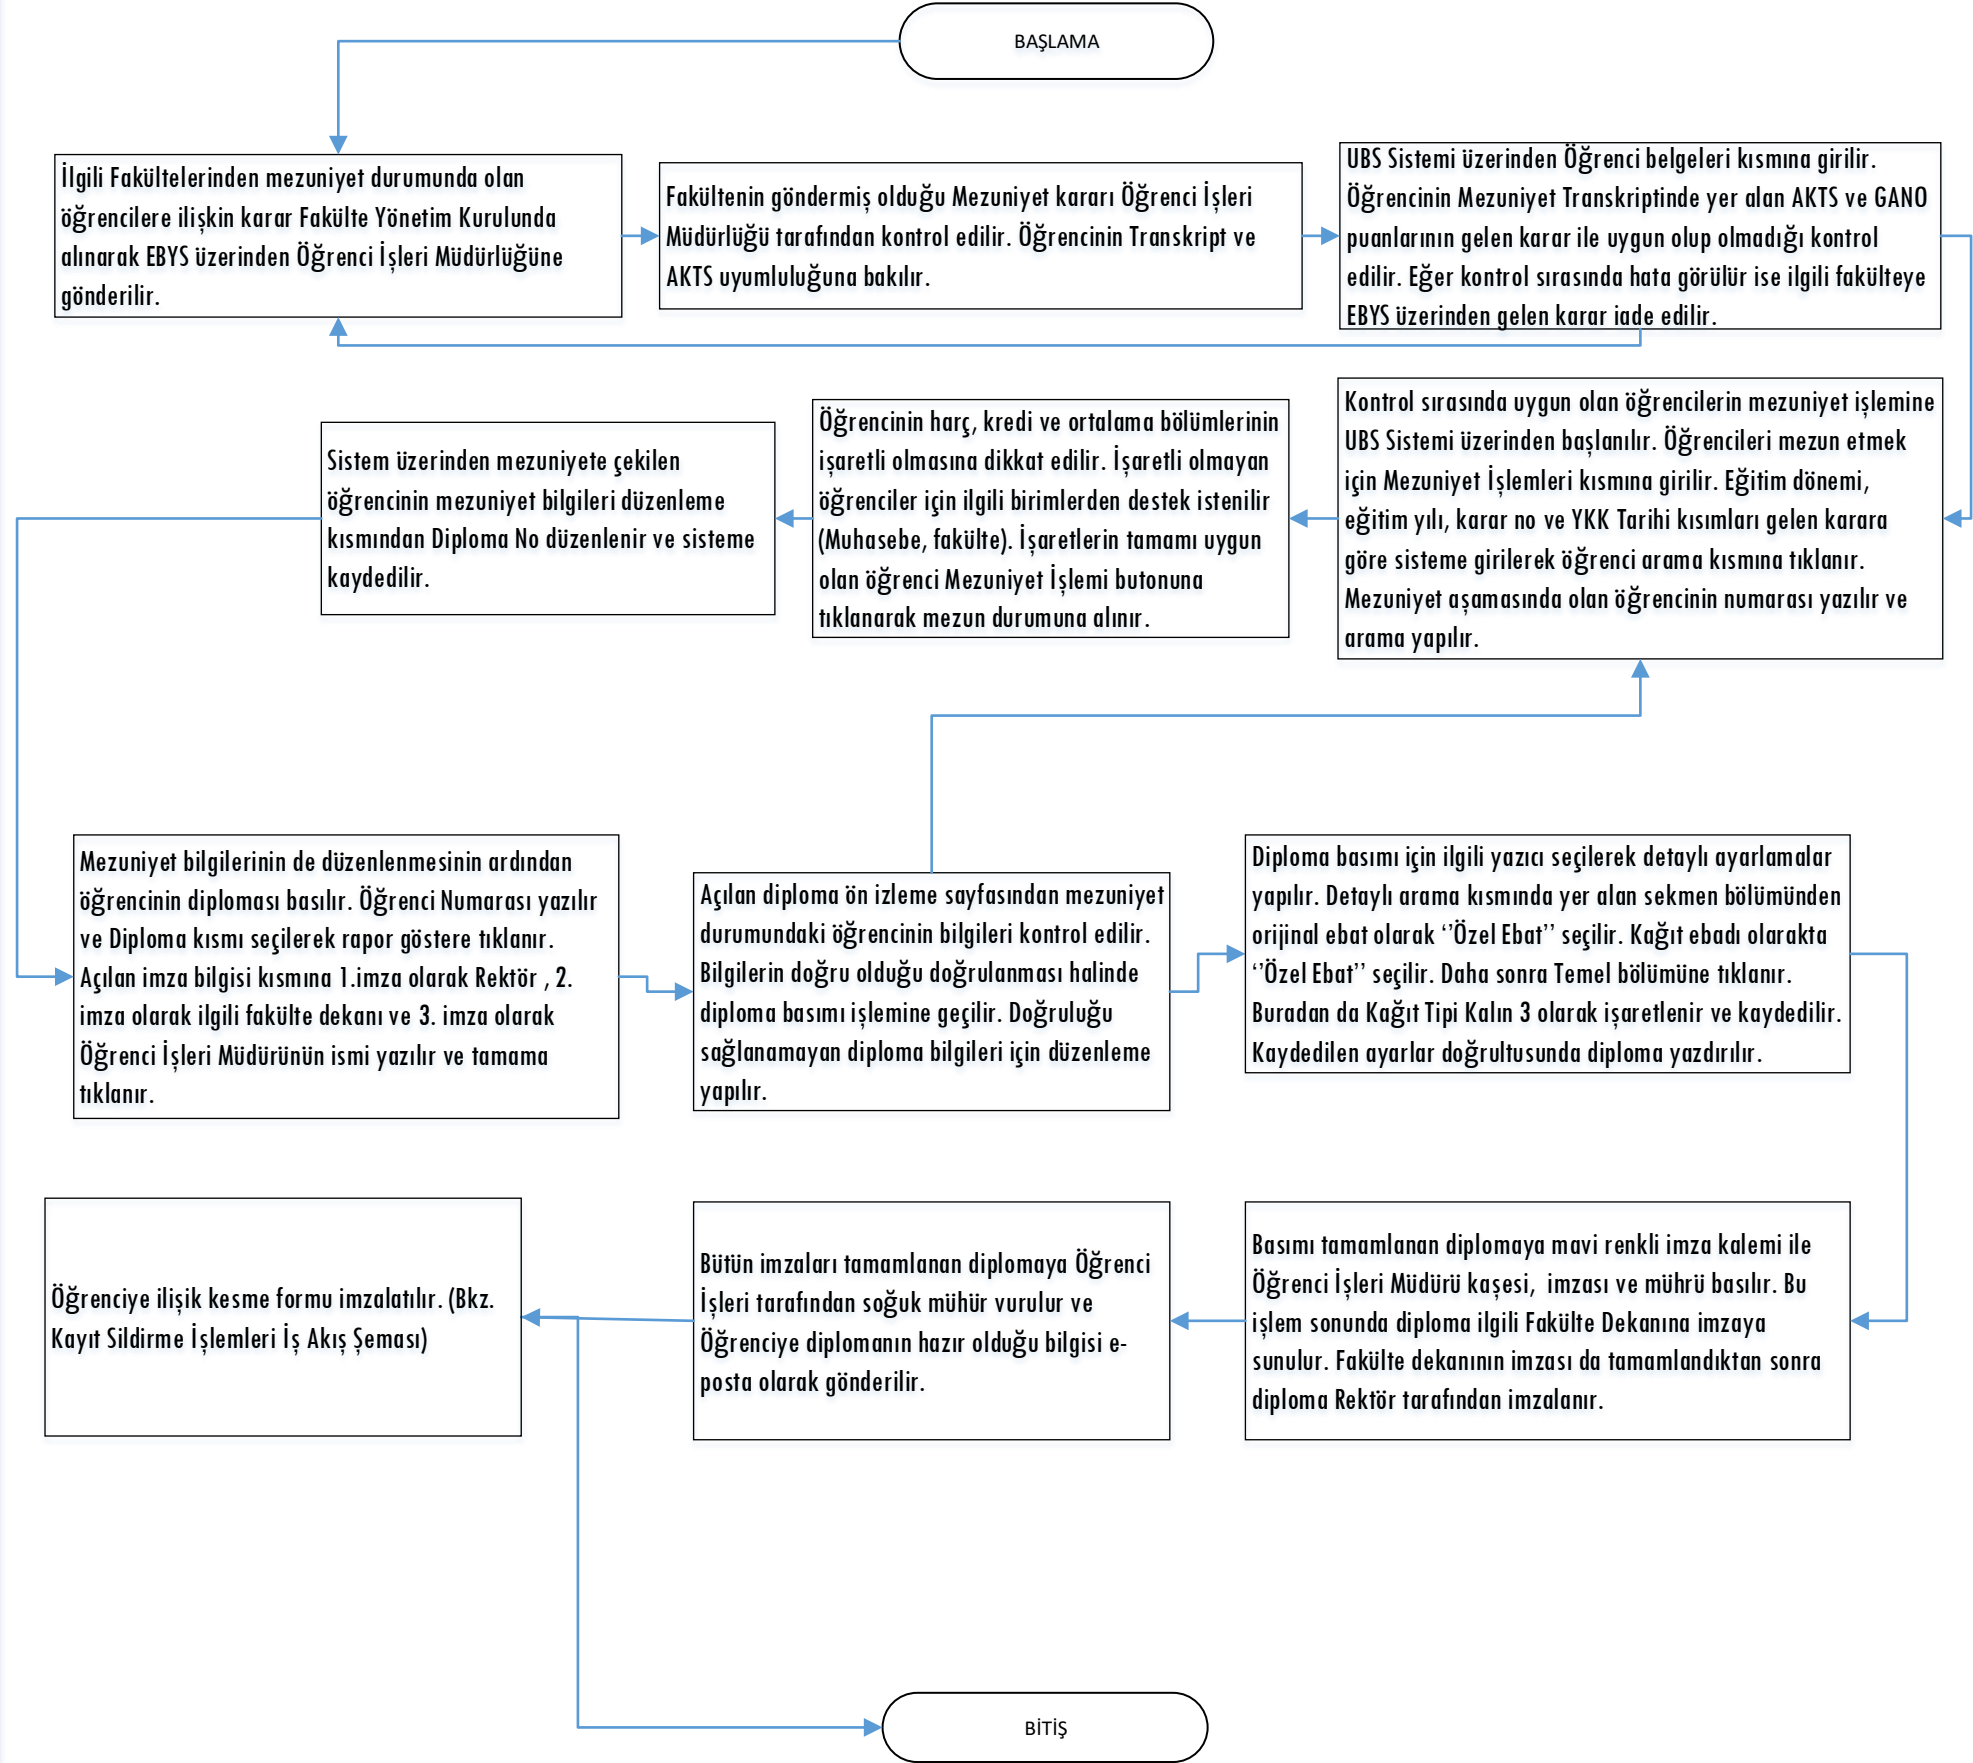 BAŞLAMA
İlgili Fakültelerinden mezuniyet durumunda olan
öğrencilere ilişkin karar Fakülte Yönetim Kurulunda
alınarak EBYS üzerinden Öğrenci İşleri Müdürlüğüne
gönderilir.
Fakültenin göndermiş olduğu Mezuniyet kararı Öğrenci İşleri
Müdürlüğü tarafından kontrol edilir. Öğrencinin Transkript ve
AKTS uyumluluğuna bakılır.
UBS Sistemi üzerinden Öğrenci belgeleri kısmına girilir.
Öğrencinin Mezuniyet Transkriptinde yer alan AKTS ve GANO
puanlarının gelen karar ile uygun olup olmadığı kontrol
edilir. Eğer kontrol sırasında hata görülür ise ilgili fakülteye
EBYS üzerinden gelen karar iade edilir.
Kontrol sırasında uygun olan öğrencilerin mezuniyet işlemine
UBS Sistemi üzerinden başlanılır. Öğrencileri mezun etmek
için Mezuniyet İşlemleri kısmına girilir. Eğitim dönemi,
eğitim yılı, karar no ve YKK Tarihi kısımları gelen karara
göre sisteme girilerek öğrenci arama kısmına tıklanır.
Mezuniyet aşamasında olan öğrencinin numarası yazılır ve
arama yapılır.
Öğrencinin harç, kredi ve ortalama bölümlerinin
işaretli olmasına dikkat edilir. İşaretli olmayan
öğrenciler için ilgili birimlerden destek istenilir
(Muhasebe, fakülte). İşaretlerin tamamı uygun
olan öğrenci Mezuniyet İşlemi butonuna
tıklanarak mezun durumuna alınır.
Sistem üzerinden mezuniyete çekilen
öğrencinin mezuniyet bilgileri düzenleme
kısmından Diploma No düzenlenir ve sisteme
kaydedilir.
Mezuniyet bilgilerinin de düzenlenmesinin ardından
öğrencinin diploması basılır. Öğrenci Numarası yazılır
ve Diploma kısmı seçilerek rapor göstere tıklanır.
Açılan imza bilgisi kısmına 1.imza olarak Rektör , 2.
imza olarak ilgili fakülte dekanı ve 3. imza olarak
Öğrenci İşleri Müdürünün ismi yazılır ve tamama
tıklanır.
Açılan diploma ön izleme sayfasından mezuniyet
durumundaki öğrencinin bilgileri kontrol edilir.
Bilgilerin doğru olduğu doğrulanması halinde
diploma basımı işlemine geçilir. Doğruluğu
sağlanamayan diploma bilgileri için düzenleme
yapılır.
Diploma basımı için ilgili yazıcı seçilerek detaylı ayarlamalar
yapılır. Detaylı arama kısmında yer alan sekmen bölümünden
orijinal ebat olarak ‘’Özel Ebat’’ seçilir. Kağıt ebadı olarakta
‘’Özel Ebat’’ seçilir. Daha sonra Temel bölümüne tıklanır.
Buradan da Kağıt Tipi Kalın 3 olarak işaretlenir ve kaydedilir.
Kaydedilen ayarlar doğrultusunda diploma yazdırılır.
Basımı tamamlanan diplomaya mavi renkli imza kalemi ile
Öğrenci İşleri Müdürü kaşesi,  imzası ve mührü basılır. Bu
işlem sonunda diploma ilgili Fakülte Dekanına imzaya
sunulur. Fakülte dekanının imzası da tamamlandıktan sonra
diploma Rektör tarafından imzalanır.
Bütün imzaları tamamlanan diplomaya Öğrenci
İşleri tarafından soğuk mühür vurulur ve
Öğrenciye diplomanın hazır olduğu bilgisi e-
posta olarak gönderilir.
Öğrenciye ilişik kesme formu imzalatılır. (Bkz.
Kayıt Sildirme İşlemleri İş Akış Şeması)
BİTİŞ